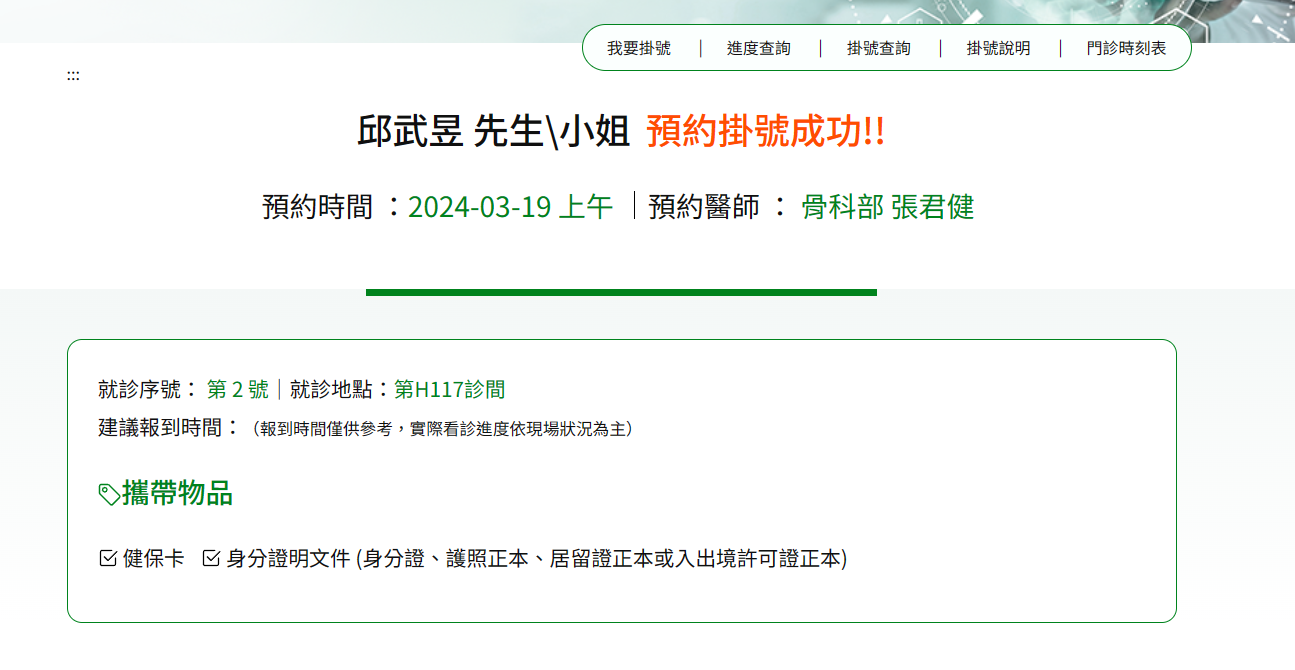 我要掛號 | 進度查詢 | 掛號查詢 | 掛號說明 | 門診時刻表
:::
邱武昱 先生\小姐 預約掛號成功!!
預約時間 ：2024-03-19 上午 | 預約醫師 ： 骨科部 張君健
就診序號： 第 2 號｜就診地點：第H117診間
建議報到時間：（報到時間僅供參考，實際看診進度依現場狀況為主）
攜帶物品
健保卡 身分證明文件 (身分證、護照正本、居留證正本或入出境許可證正本)